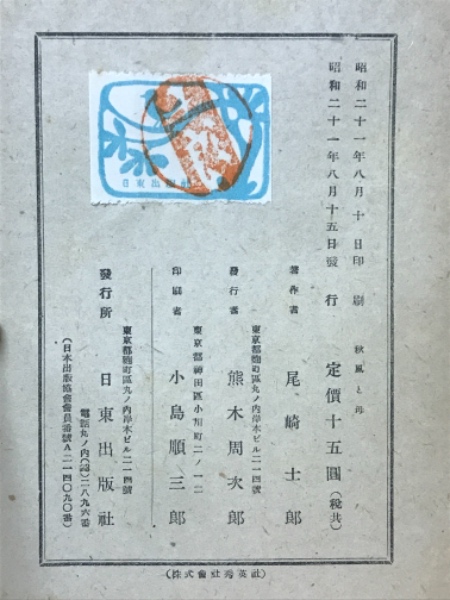 昭和二十一年八月十日印刷
昭和二十一年八月十五日發行
秋風と母
定價十五圓（稅共）
著作者 尾崎士郎
東京都麹町區丸ノ內岸本ビル二一四號
發行者 熊木周次郎
東京都神田區小川町二ノ一二
印刷者 小島順三郎
東京都麹町區丸ノ內岸本ビル二一四號
發行所 日東出版社
電話丸ノ內(23)二八九六番
（日本出版協會會員番號A二一四〇九〇番）
日東出版
（株式會社秀英社）